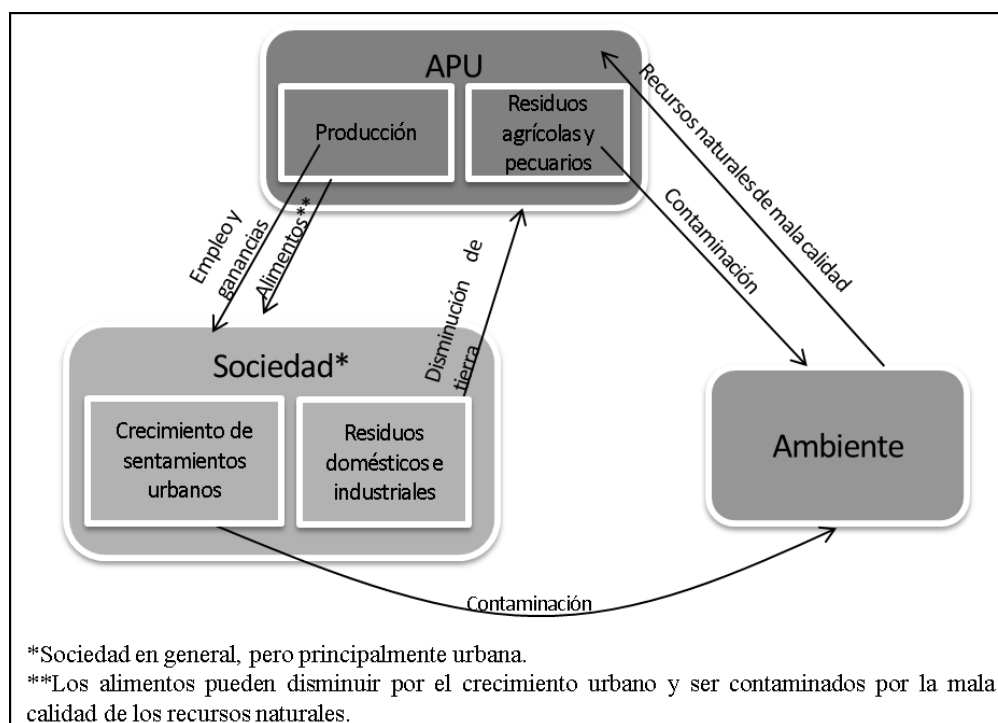 APU
Producción
Residuos
agrícolas y
pecuarios
Recursos naturales de mala calidad
Contaminación
Empleo y
ganancias
Alimentos**
Disminución de
tierra
Sociedad*
Crecimiento de
sentamientos
urbanos
Residuos
domésticos e
industriales
Ambiente
Contaminación
*Sociedad en general, pero principalmente urbana.
**Los alimentos pueden disminuir por el crecimiento urbano y ser contaminados por la mala
calidad de los recursos naturales.